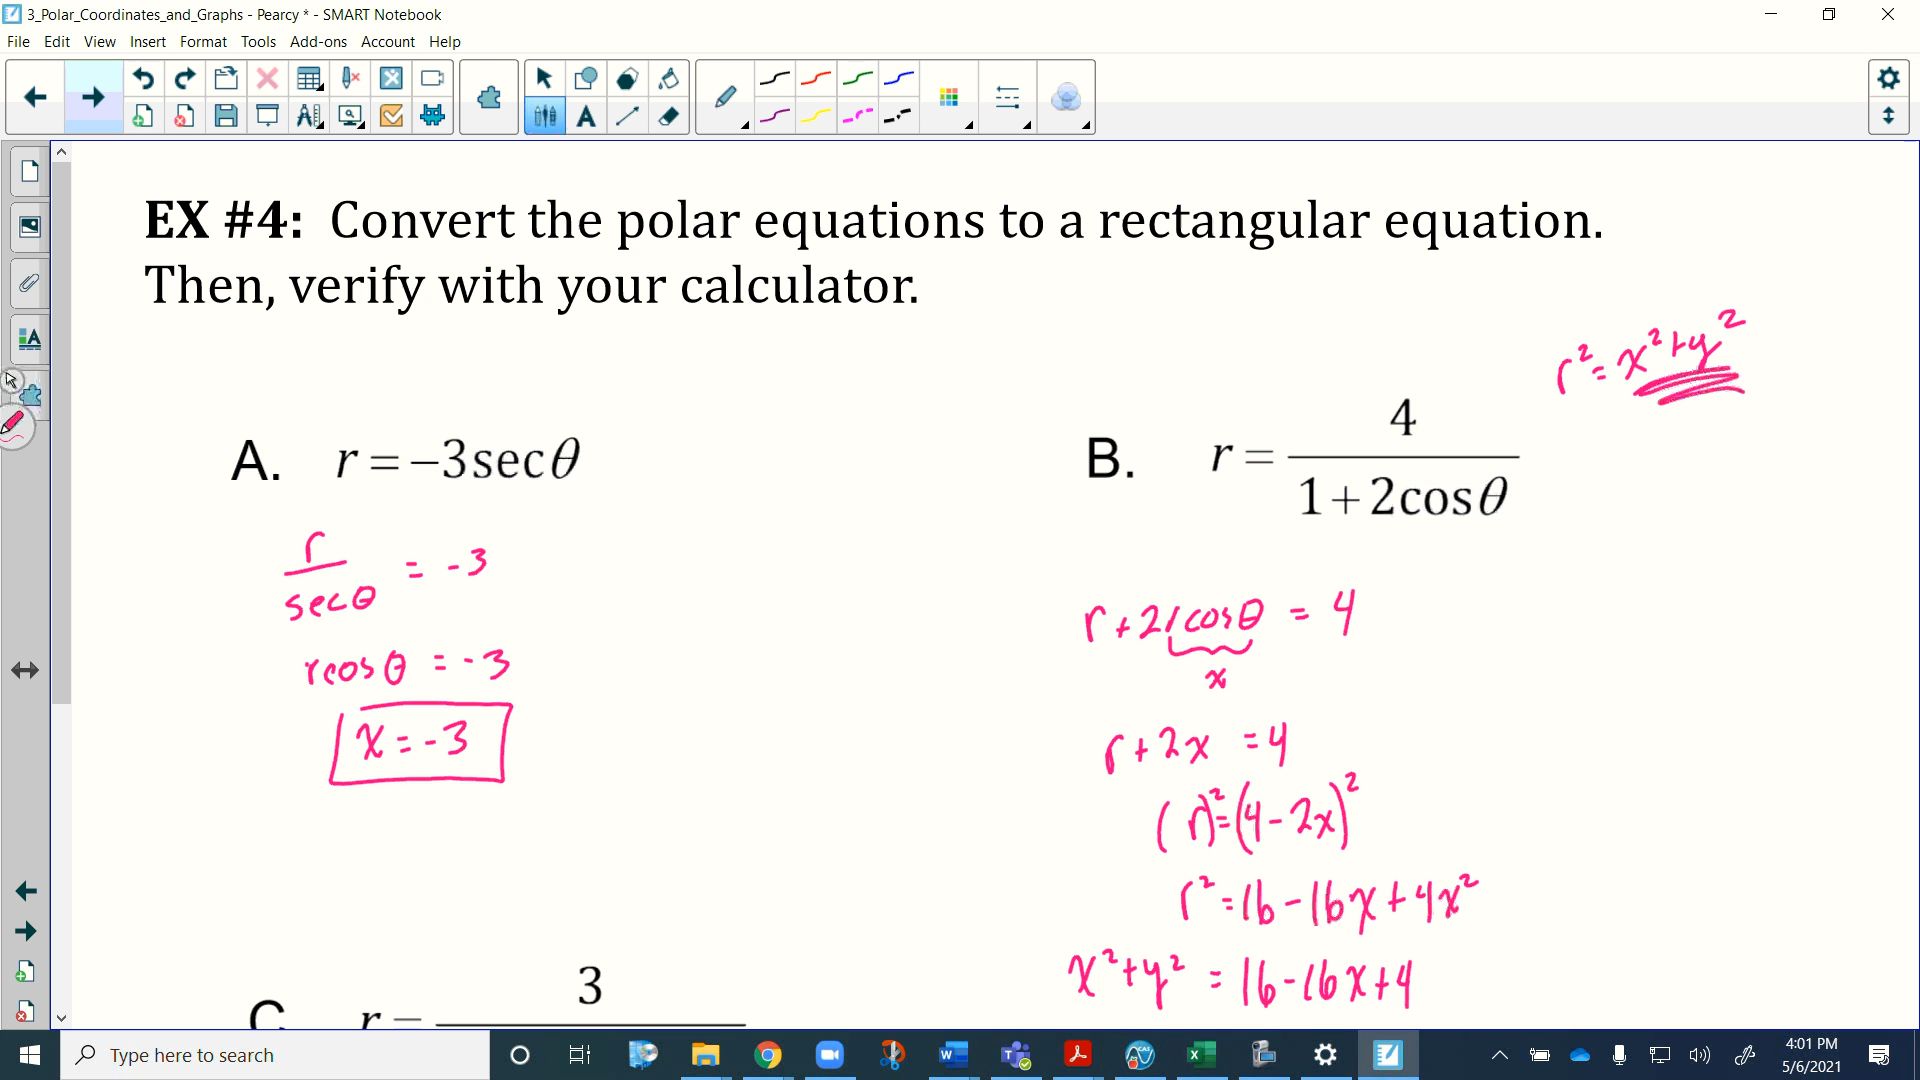 3_Polar_Coordinates_and_Graphs - Pearcy * - SMART Notebook
File Edit View Insert Format Tools Add-ons Account Help
EX #4: Convert the polar equations to a rectangular equation.
Then, verify with your calculator.
r² = x² + y²
A. r = −3secθ
B. r = 4 / (1 + 2cosθ)
r / secθ = -3
rcosθ = -3
x = -3
r + 2rcosθ = 4
x
r + 2x = 4
(r)² = (4 - 2x)²
r² = 16 - 16x + 4x²
x² + y² = 16 - 16x + 4
C. r = 3
Type here to search
4:01 PM
5/6/2021